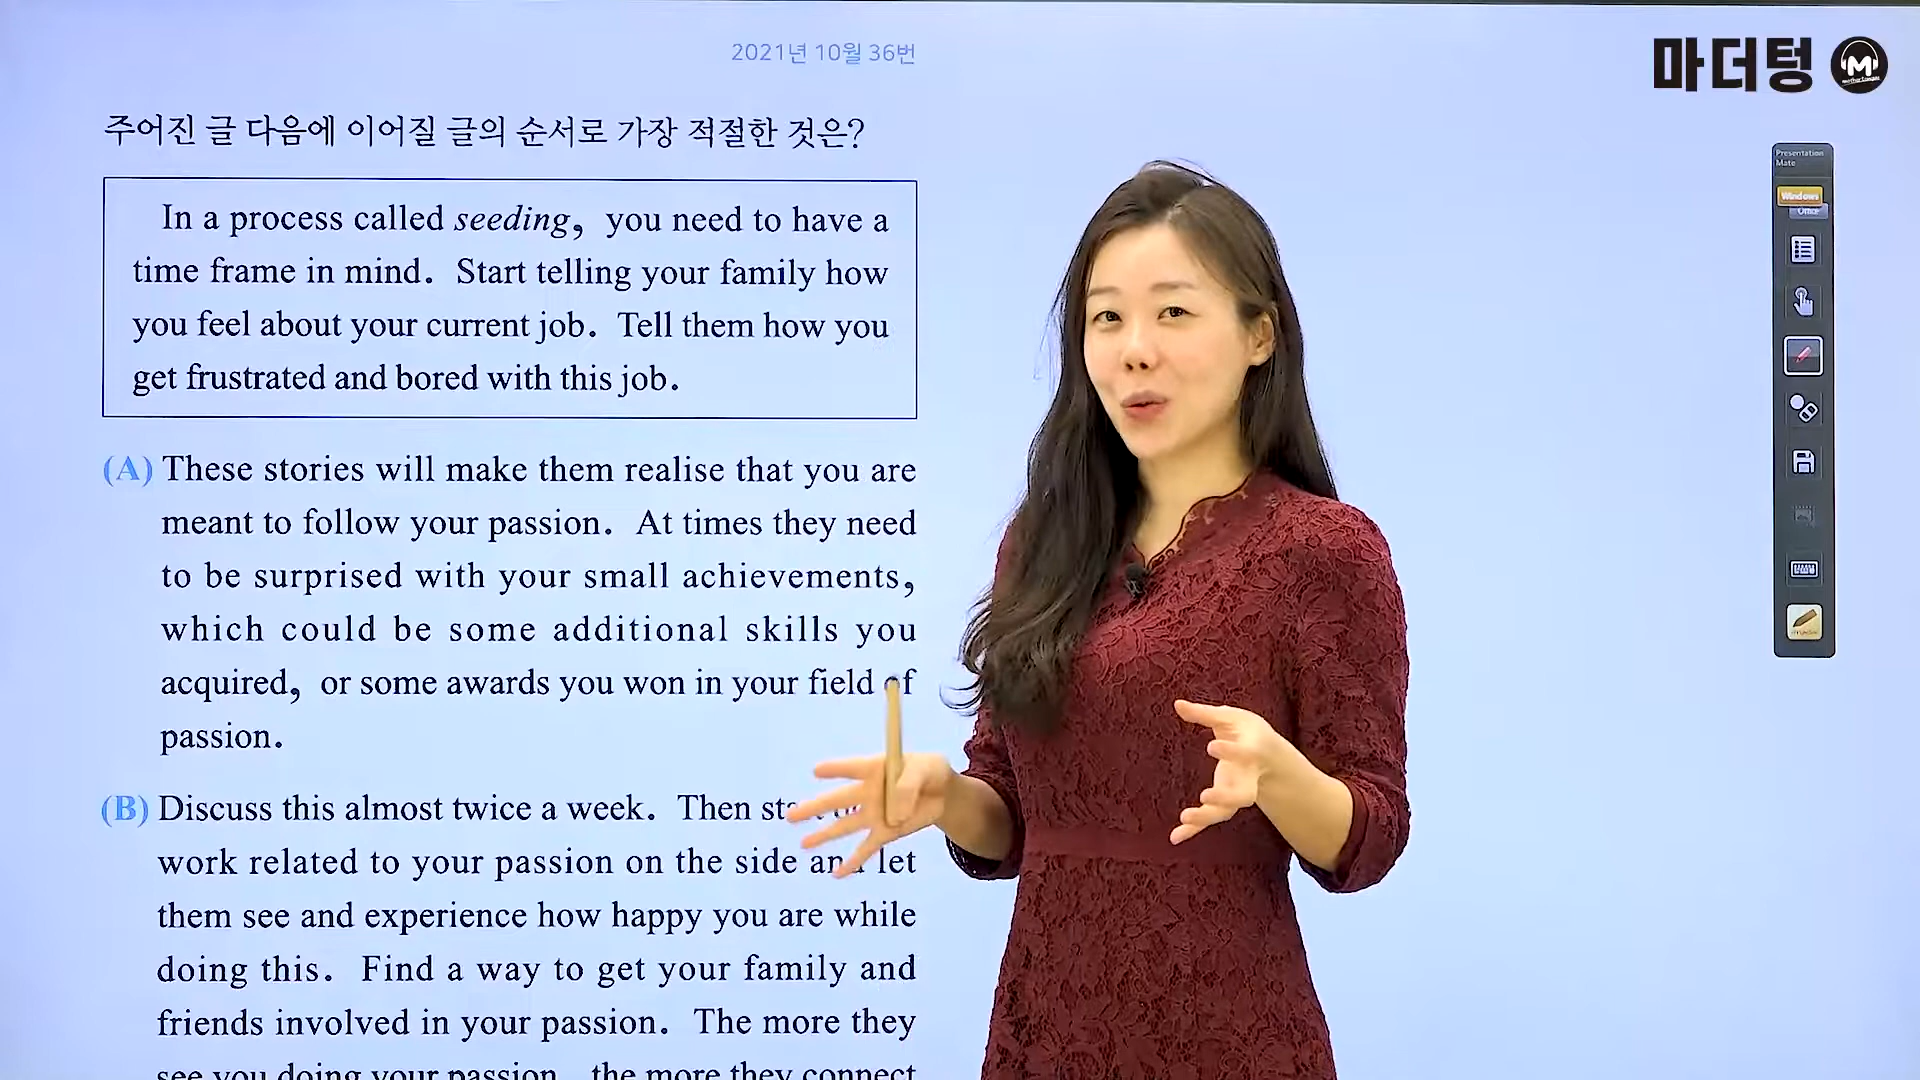 2021년 10월 36번
마더텅
주어진 글 다음에 이어질 글의 순서로 가장 적절한 것은?
In a process called seeding, you need to have a
time frame in mind. Start telling your family how
you feel about your current job. Tell them how you
get frustrated and bored with this job.
(A) These stories will make them realise that you are
meant to follow your passion. At times they need
to be surprised with your small achievements,
which could be some additional skills you
acquired, or some awards you won in your field of
passion.
(B) Discuss this almost twice a week. Then
work related to your passion on the side and let
them see and experience how happy you are while
doing this. Find a way to get your family and
friends involved in your passion. The more they
see you doing your passion, the more they connect
Presentation
Mate
Windows
Office
M